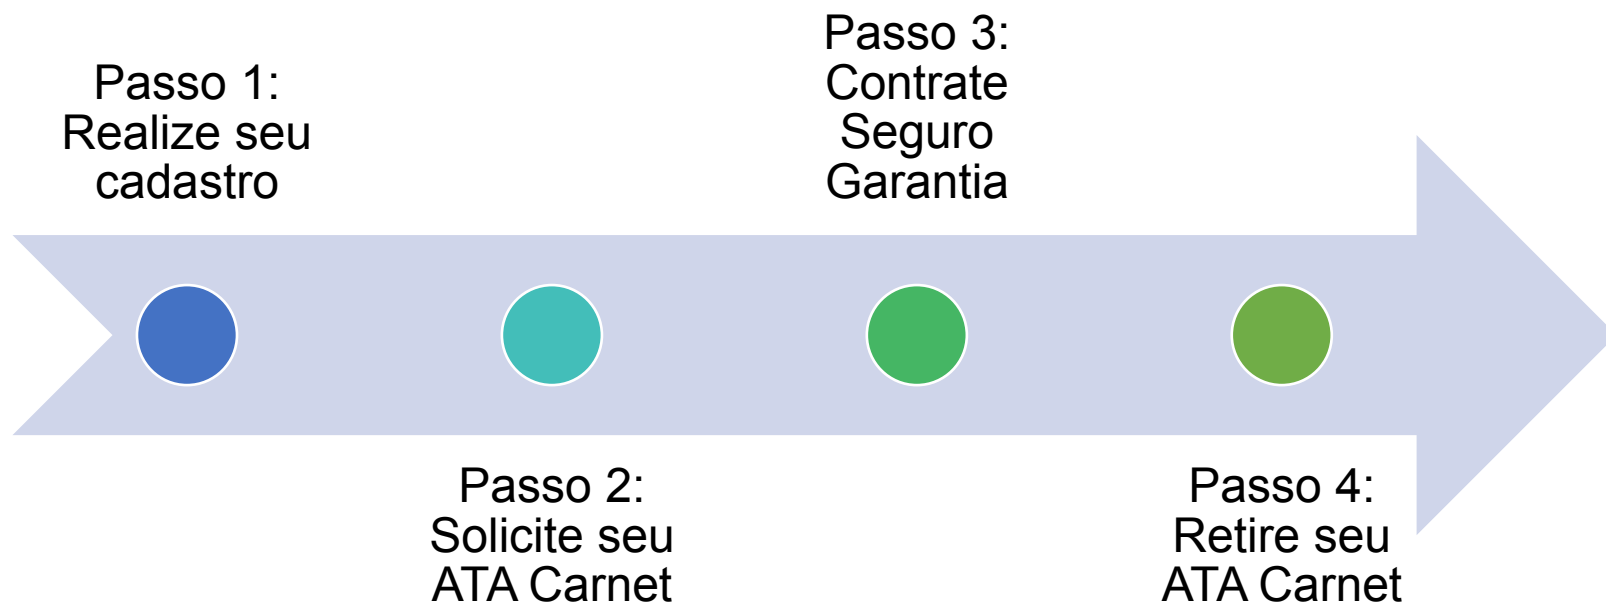 Passo 1:
Realize seu
cadastro
Passo 2:
Solicite seu
ATA Carnet
Passo 3:
Contrate
Seguro
Garantia
Passo 4:
Retire seu
ATA Carnet